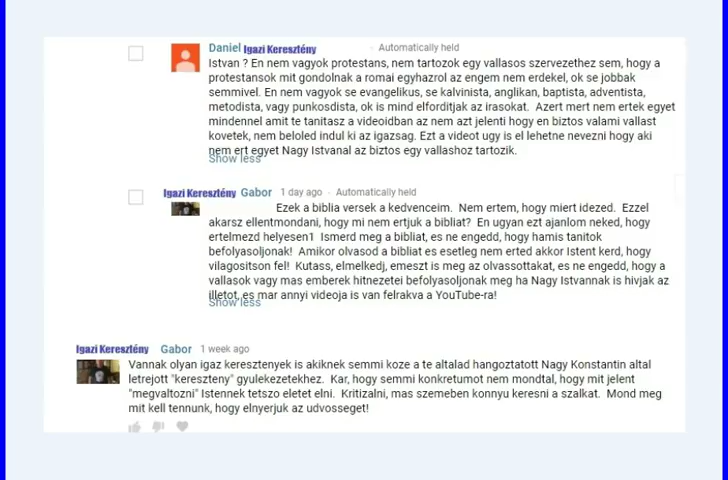 Daniel Igazi Keresztény · Automatically held
Istvan ? En nem vagyok protestans, nem tartozok egy vallasos szervezethez sem, hogy a
protestansok mit gondolnak a romai egyhazrol az engem nem erdekel, ok se jobbak
semmivel. En nem vagyok se evangelikus, se kalvinista, anglikan, baptista, adventista,
metodista, vagy punkosdista, ok is mind elforditjak az irasokat. Azert mert nem ertek egyet
mindennel amit te tanitasz a videoidban az nem azt jelenti hogy en biztos valami vallast
kovetek, nem beloled indul ki az igazsag. Ezt a videot ugy is el lehetne nevezni hogy aki
nem ert egyet Nagy Istvanal az biztos egy vallashoz tartozik.
Show less
Igazi Keresztény Gabor 1 day ago · Automatically held
Ezek a biblia versek a kedvenceim. Nem ertem, hogy miert idezed. Ezzel
akarsz ellentmondani, hogy mi nem ertjuk a bibliat? En ugyan ezt ajanlom neked, hogy
ertelmezd helyesen1 Ismerd meg a bibliat, es ne engedd, hogy hamis tanitok
befolyasoljonak! Amikor olvasod a bibliat es esetleg nem erted akkor Istent kerd, hogy
vilagositson fel! Kutass, elmelkedj, emeszt is meg az olvassottakat, es ne engedd, hogy a
vallasok vagy mas emberek hitnezetei befolyasoljonak meg ha Nagy Istvannak is hivjak az
illetot, es mar annyi videoja is van felrakva a YouTube-ra!
Show less
Igazi Keresztény Gabor 1 week ago
Vannak olyan igaz keresztenyek is akiknek semmi koze a te altalad hangoztatott Nagy Konstantin altal
letrejott "kereszteny" gyulekezetekhez. Kar, hogy semmi konkretumot nem mondtal, hogy mit jelent
"megvaltozni" Istennek tetszo eletet elni. Kritizalni, mas szemeben konnyu keresni a szalkat. Mond meg
mit kell tennunk, hogy elnyerjuk az udvosseget!